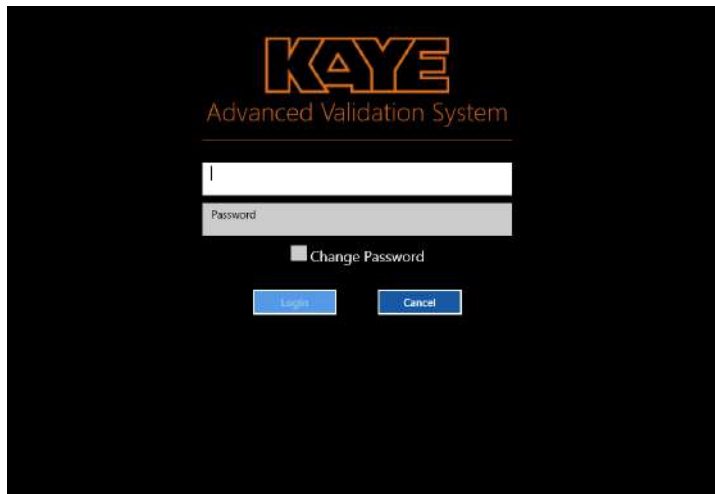 KAYE
Advanced Validation System
Password
Change Password
Login
Cancel